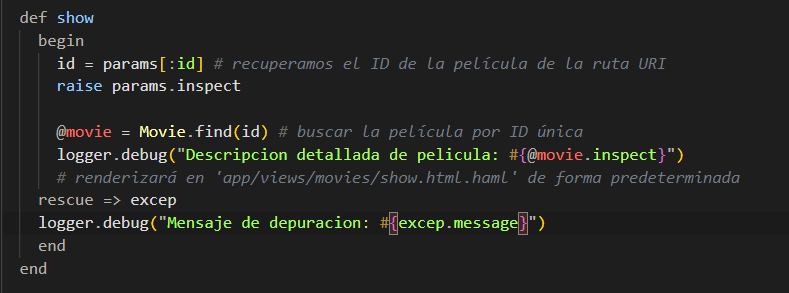 def show
begin
id = params[:id] # recuperamos el ID de la película de la ruta URI
raise params.inspect
@movie = Movie.find(id) # buscar la película por ID única
logger.debug("Descripcion detallada de pelicula: #{@movie.inspect}")
# renderizará en 'app/views/movies/show.html.haml' de forma predeterminada
rescue => excep
logger.debug("Mensaje de depuracion: #{excep.message}")
end
end